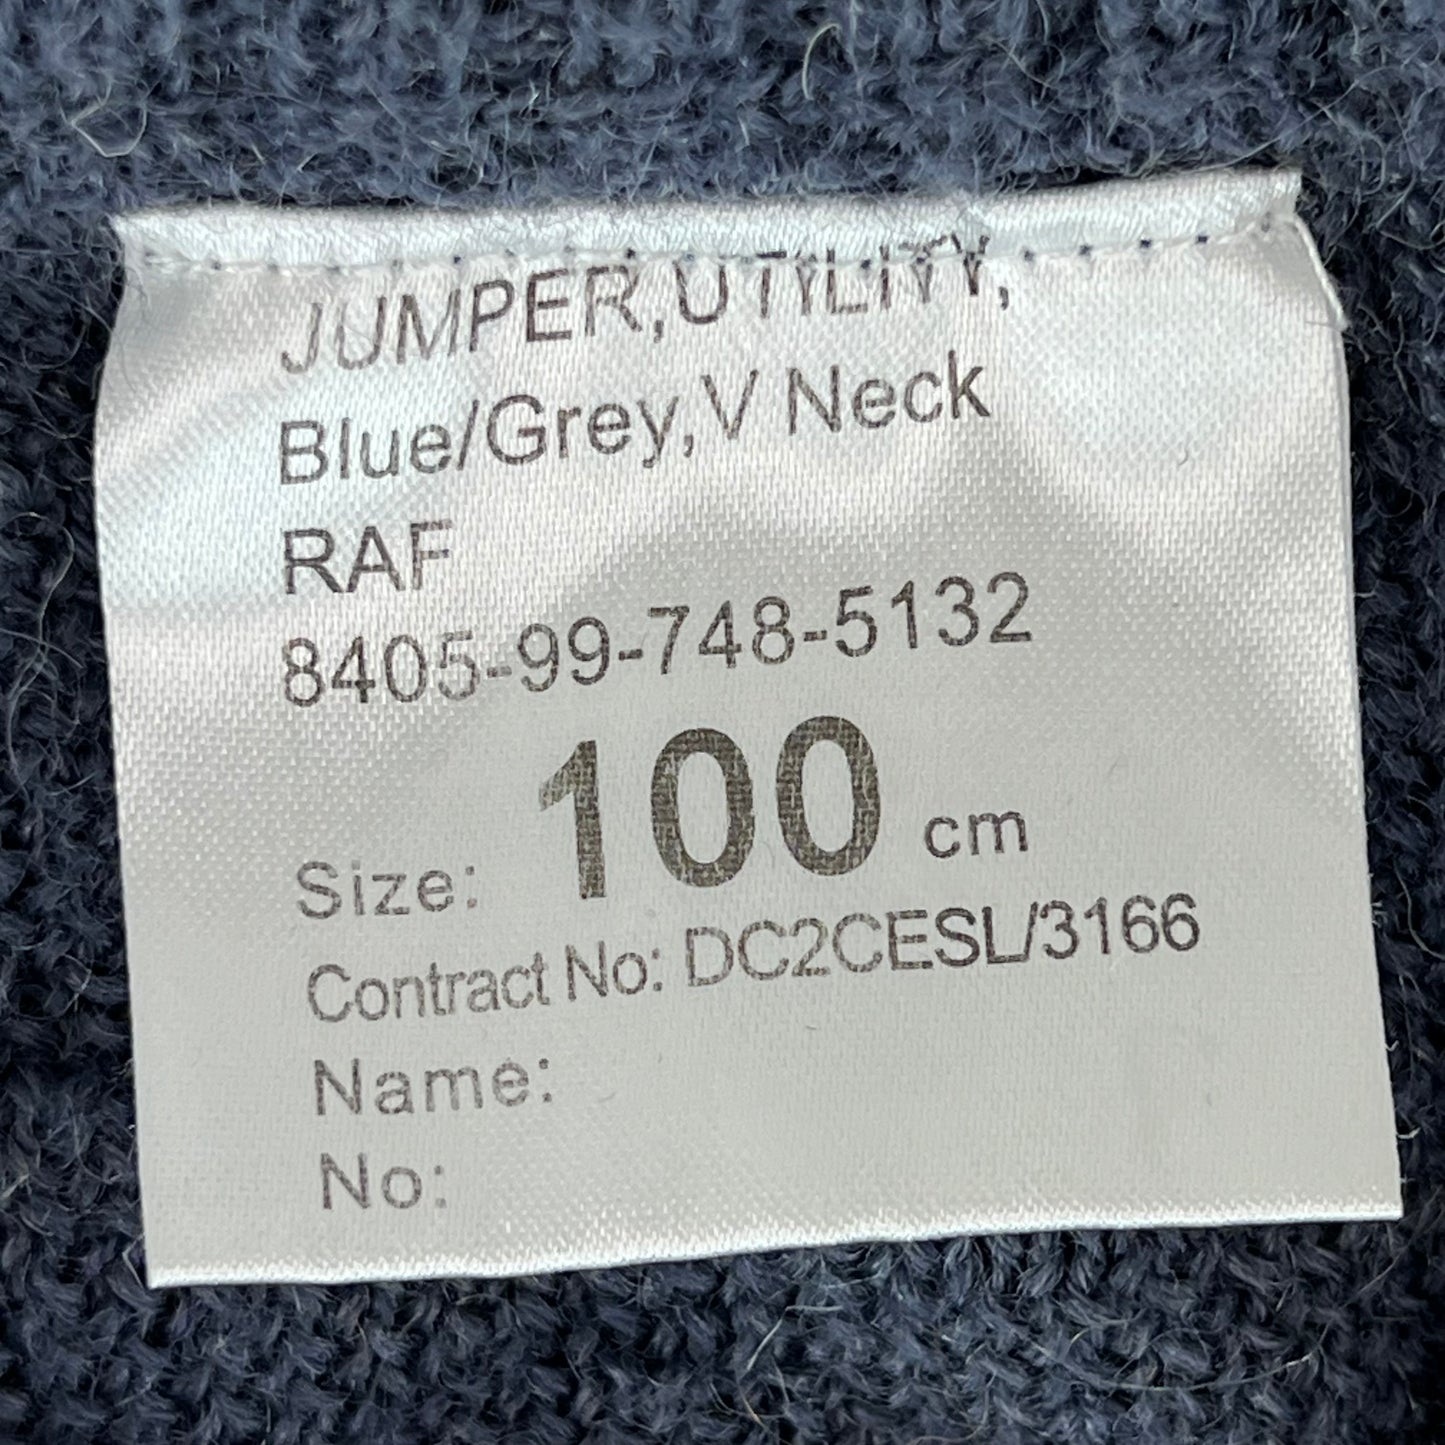 JUMPER,UTILITY,
Blue/Grey,V Neck
RAF
8405-99-748-5132
Size: 100 cm
Contract No: DC2CESL/3166
Name:
No: